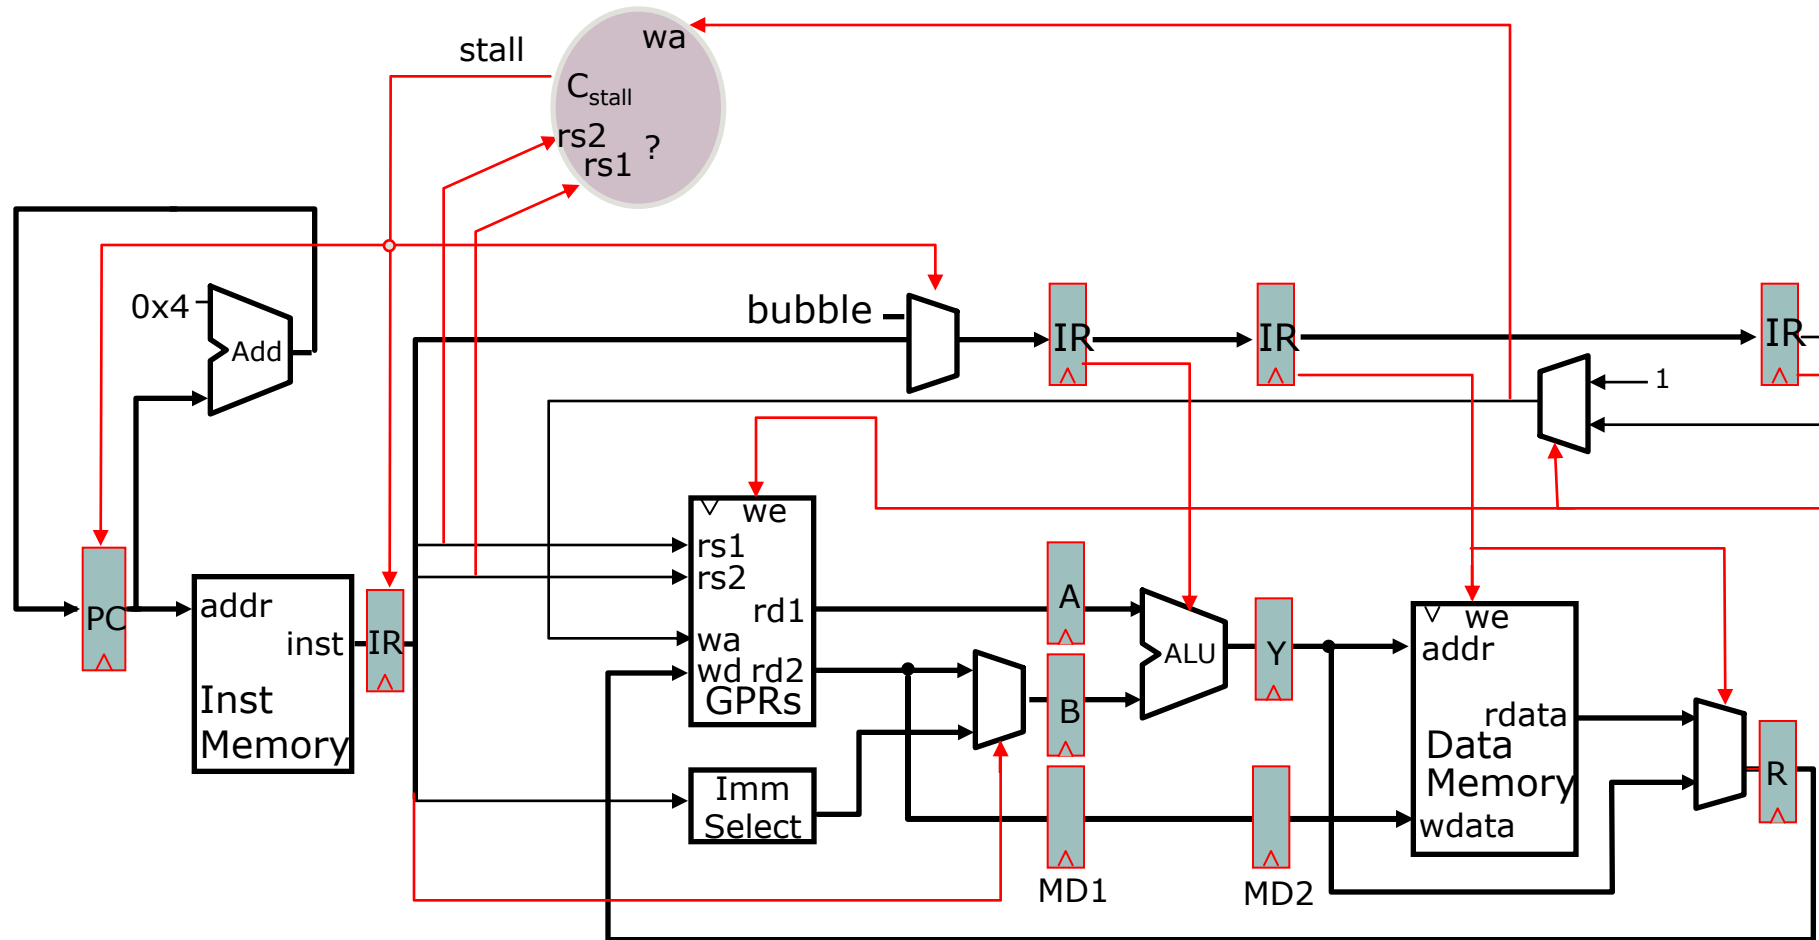 wa
stall
C_stall
rs2
?
rs1
0x4
bubble
Add
IR
IR
IR
1
we
rs1
rs2
A
PC
addr
rd1
we
inst
IR
wa
ALU
Y
addr
wd rd2
GPRs
B
Inst
Memory
rdata
Data
Memory
R
Imm
Select
wdata
MD1
MD2